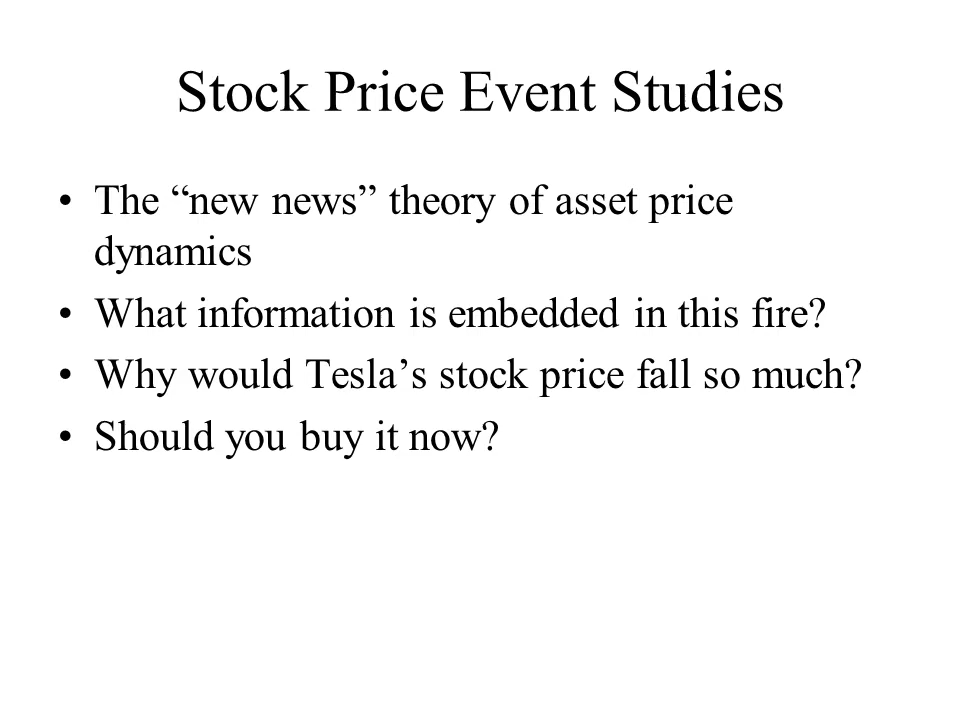 Stock Price Event Studies
• The “new news” theory of asset price
dynamics
• What information is embedded in this fire?
• Why would Tesla’s stock price fall so much?
• Should you buy it now?